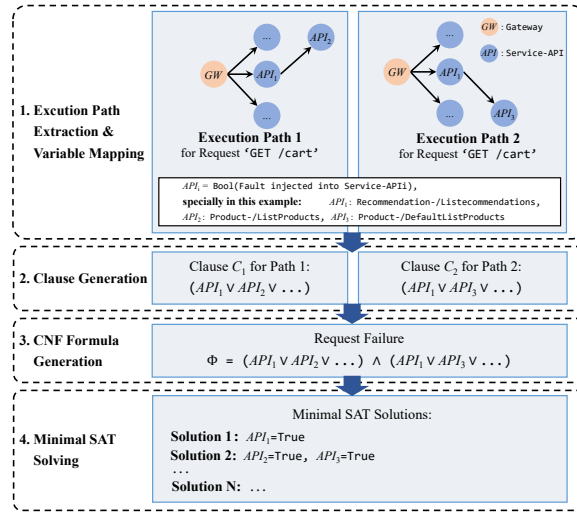 1. Excution Path
Extraction &
Variable Mapping
...
API₂
GW
API₁
...
Execution Path 1
for Request ‘GET /cart’
GW : Gateway
API : Service-API
...
GW
API₁
...
API₃
Execution Path 2
for Request ‘GET /cart’
APIᵢ = Bool(Fault injected into Service-APIi),
specially in this example: API₁: Recommendation-/Listecommendations,
API₂: Product-/ListProducts, API₃: Product-/DefaultListProducts
2. Clause Generation
Clause C₁ for Path 1:
(API₁ ∨ API₂ ∨ ...)
Clause C₂ for Path 2:
(API₁ ∨ API₃ ∨ ...)
3. CNF Formula
Generation
Request Failure
Φ = (API₁ ∨ API₂ ∨ ...) ∧ (API₁ ∨ API₃ ∨ ...)
4. Minimal SAT
Solving
Minimal SAT Solutions:
Solution 1: API₁=True
Solution 2: API₂=True, API₃=True
...
Solution N: ...